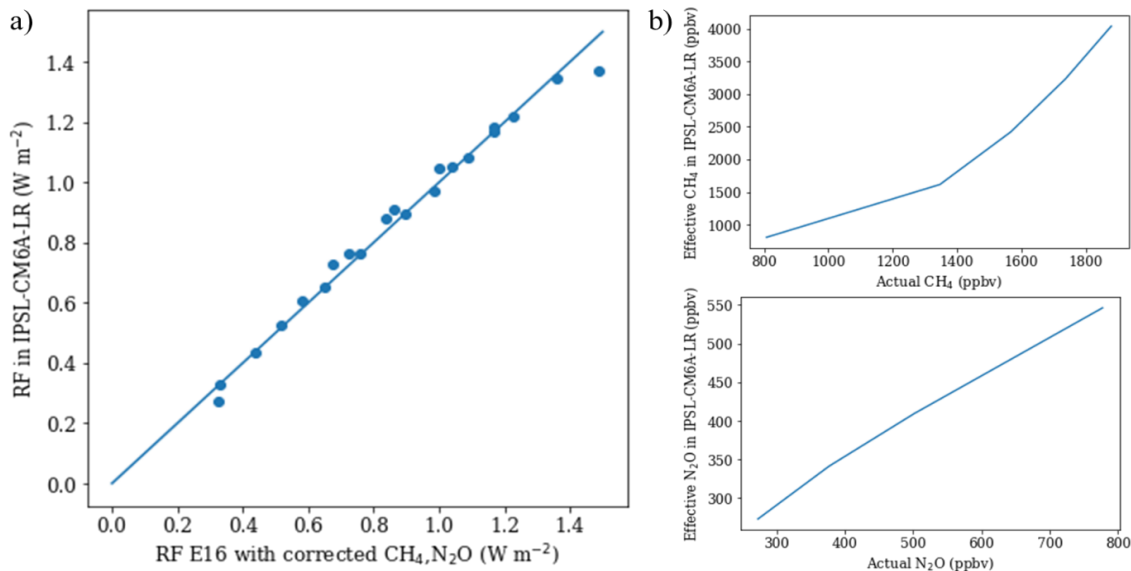 a)
RF in IPSL-CM6A-LR (W m⁻²)
1.4
1.2
1.0
0.8
0.6
0.4
0.2
0.0
0.0 0.2 0.4 0.6 0.8 1.0 1.2 1.4
RF E16 with corrected CH₄,N₂O (W m⁻²)
b)
Effective CH₄ in IPSL-CM6A-LR (ppbv)
4000
3500
3000
2500
2000
1500
1000
800 1000 1200 1400 1600 1800
Actual CH₄ (ppbv)
Effective N₂O in IPSL-CM6A-LR (ppbv)
550
500
450
400
350
300
300 400 500 600 700 800
Actual N₂O (ppbv)